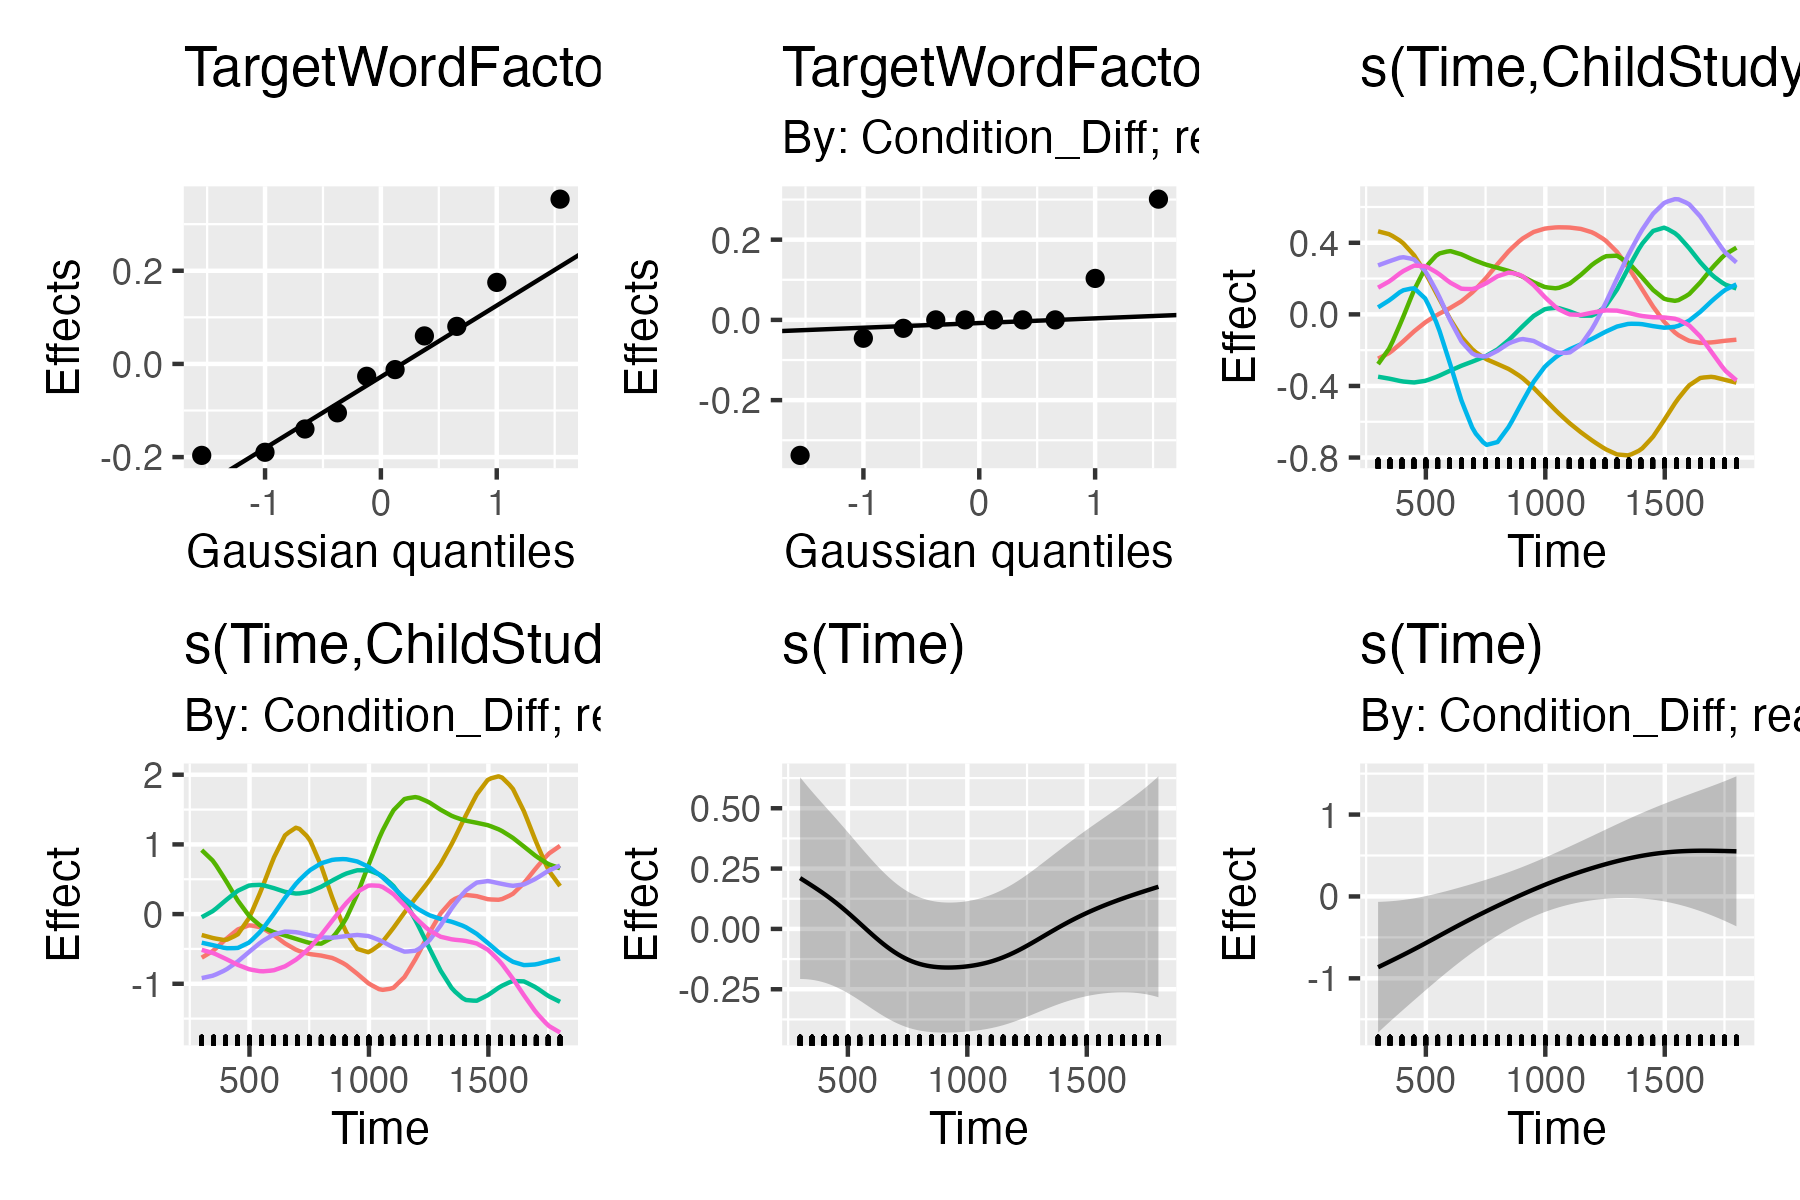 TargetWordFacto
0.2
0.0
-0.2
Effects
-1 0 1
Gaussian quantiles
TargetWordFacto
By: Condition_Diff; re
0.2
0.0
-0.2
Effects
-1 0 1
Gaussian quantiles
s(Time,ChildStudy
0.4
0.0
-0.4
-0.8
Effect
500 1000 1500
Time
s(Time,ChildStud
By: Condition_Diff; re
2
1
0
-1
Effect
500 1000 1500
Time
s(Time)
0.50
0.25
0.00
-0.25
Effect
500 1000 1500
Time
s(Time)
By: Condition_Diff; rea
1
0
-1
Effect
500 1000 1500
Time